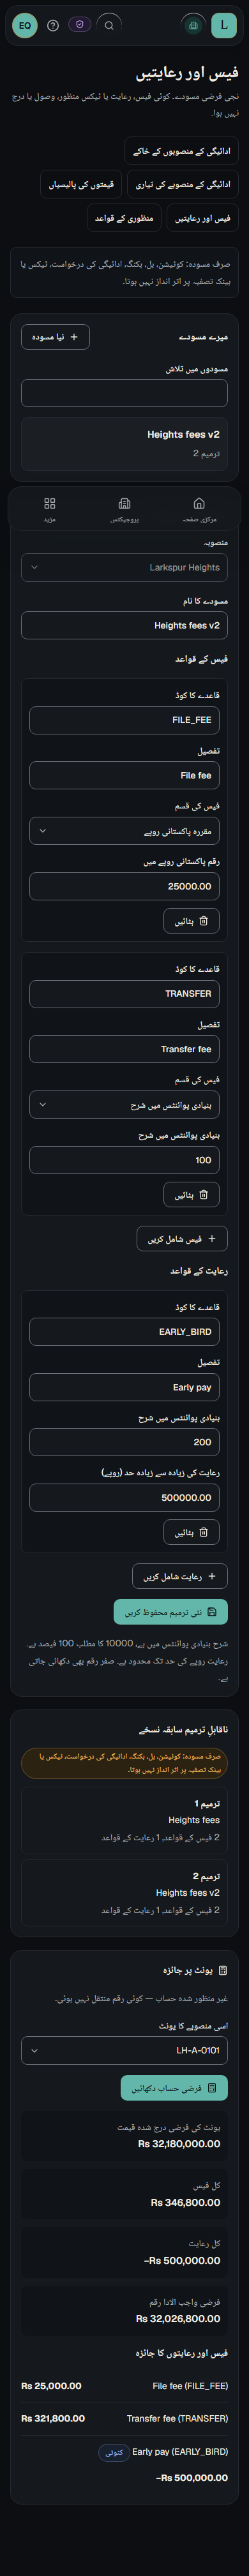 EQ
L
فیس اور رعایتیں
نجی فرضی مسودے۔ کوئی فیس، رعایت یا ٹیکس منظور، وصول یا درج نہیں ہوا۔
ادائیگی کے منصوبوں کے خاکے
ادائیگی کے منصوبے کی تیاری
قیمتوں کی پالیسیاں
فیس اور رعایتیں
منظوری کے قواعد
صرف مسودہ: کوٹیشن، بل، بکنگ، ادائیگی کی درخواست، ٹیکس یا بینک تصفیہ پر اثر انداز نہیں ہوتا۔
میرے مسودے
نیا مسودہ
مسودوں میں تلاش
Heights fees v2
ترمیم 2
مرکزی صفحہ
پروجیکٹس
مزید
منصوبہ
Larkspur Heights
مسودے کا نام
Heights fees v2
فیس کے قواعد
قاعدے کا کوڈ
FILE_FEE
تفصیل
File fee
فیس کی قسم
مقررہ پاکستانی روپے
رقم پاکستانی روپے میں
25000.00
ہٹائیں
قاعدے کا کوڈ
TRANSFER
تفصیل
Transfer fee
فیس کی قسم
بنیادی پوائنٹس میں شرح
بنیادی پوائنٹس میں شرح
100
ہٹائیں
فیس شامل کریں
رعایت کے قواعد
قاعدے کا کوڈ
EARLY_BIRD
تفصیل
Early pay
بنیادی پوائنٹس میں شرح
200
رعایت کی زیادہ سے زیادہ حد (روپے)
500000.00
ہٹائیں
رعایت شامل کریں
نئی ترمیم محفوظ کریں
شرح بنیادی پوائنٹس میں ہے، 10000 کا مطلب 100 فیصد ہے۔ رعایت روپے کی حد تک محدود ہے۔ صفر رقم بھی دکھائی جاتی ہے۔
ناقابلِ ترمیم سابقہ نسخے
صرف مسودہ: کوٹیشن، بل، بکنگ، ادائیگی کی درخواست، ٹیکس یا بینک تصفیہ پر اثر انداز نہیں ہوتا۔
ترمیم 1
Heights fees
2 فیس کے قواعد، 1 رعایت کے قواعد
ترمیم 2
Heights fees v2
2 فیس کے قواعد، 1 رعایت کے قواعد
یونٹ پر جائزہ
غیر منظور شدہ حساب — کوئی رقم منتقل نہیں ہوئی۔
اسی منصوبے کا یونٹ
LH-A-0101
فرضی حساب دکھائیں
یونٹ کی فرضی درج شدہ قیمت
Rs 32,180,000.00
کل فیس
Rs 346,800.00
کل رعایت
−Rs 500,000.00
فرضی واجب الادا رقم
Rs 32,026,800.00
فیس اور رعایتوں کا جائزہ
File fee (FILE_FEE)
Rs 25,000.00
Transfer fee (TRANSFER)
Rs 321,800.00
Early pay (EARLY_BIRD)
کٹوتی
−Rs 500,000.00